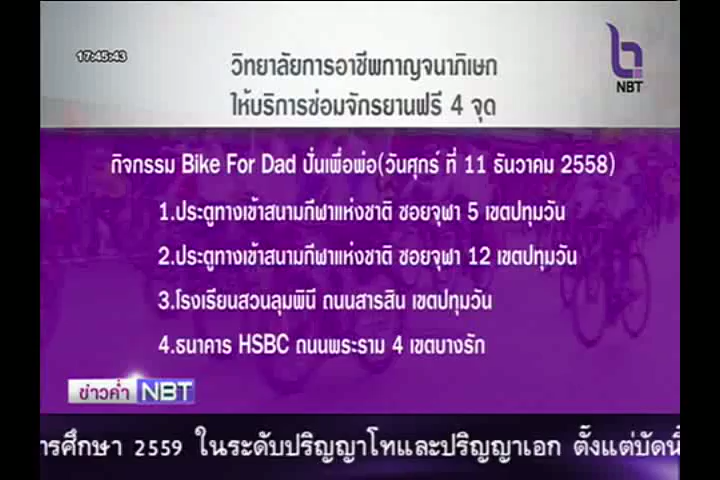 17:45:43
วิทยาลัยการอาชีพกาญจนาภิเษก
ให้บริการซ่อมจักรยานฟรี 4 จุด
NBT
กิจกรรม Bike For Dad ปั่นเพื่อพ่อ(วันศุกร์ ที่ 11 ธันวาคม 2558)
1.ประตูทางเข้าสนามกีฬาแห่งชาติ ซอยจุฬา 5 เขตปทุมวัน
2.ประตูทางเข้าสนามกีฬาแห่งชาติ ซอยจุฬา 12 เขตปทุมวัน
3.โรงเรียนสวนลุมพินี ถนนสารสิน เขตปทุมวัน
4.ธนาคาร HSBC ถนนพระราม 4 เขตบางรัก
ข่าวค่ำ NBT
ารศึกษา 2559 ในระดับปริญญาโทและปริญญาเอก ตั้งแต่บัดนี้